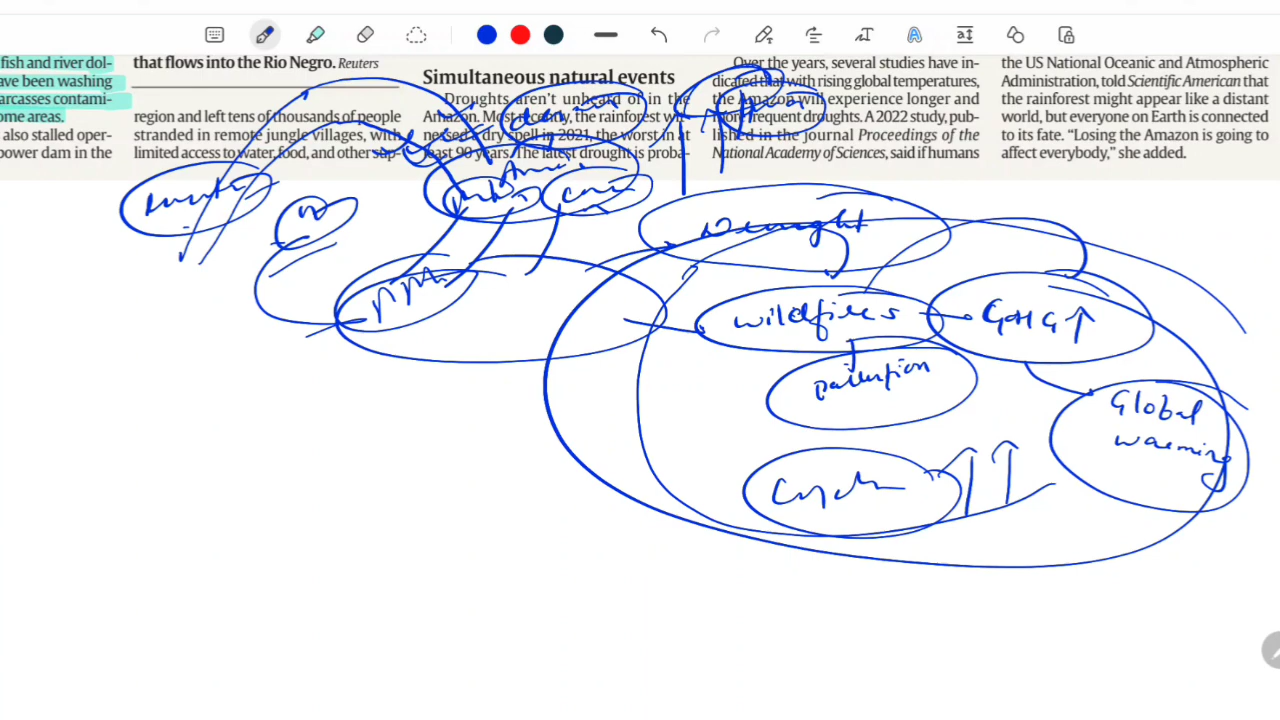 fish and river dol-
ave been washing
arcasses contami-
ome areas.
also stalled oper-
power dam in the
that flows into the Rio Negro. Reuters
region and left tens of thousands of people
stranded in remote jungle villages, with
limited access to water, food, and other sup-
Simultaneous natural events
Droughts aren't unheard of in the
Amazon. Most recently, the rainforest wi-
nessed a dry spell in 2021, the worst in at
least 90 years. The latest drought is proba-
Over the years, several studies have in-
dicated that with rising global temperatures,
the Amazon will experience longer and
more frequent droughts. A 2022 study, pub-
lished in the journal Proceedings of the
National Academy of Sciences, said if humans
the US National Oceanic and Atmospheric
Administration, told Scientific American that
the rainforest might appear like a distant
world, but everyone on Earth is connected
to its fate. “Losing the Amazon is going to
affect everybody,” she added.
Drought
wildfires
GHG↑
pollution
Global
warming
↑↑